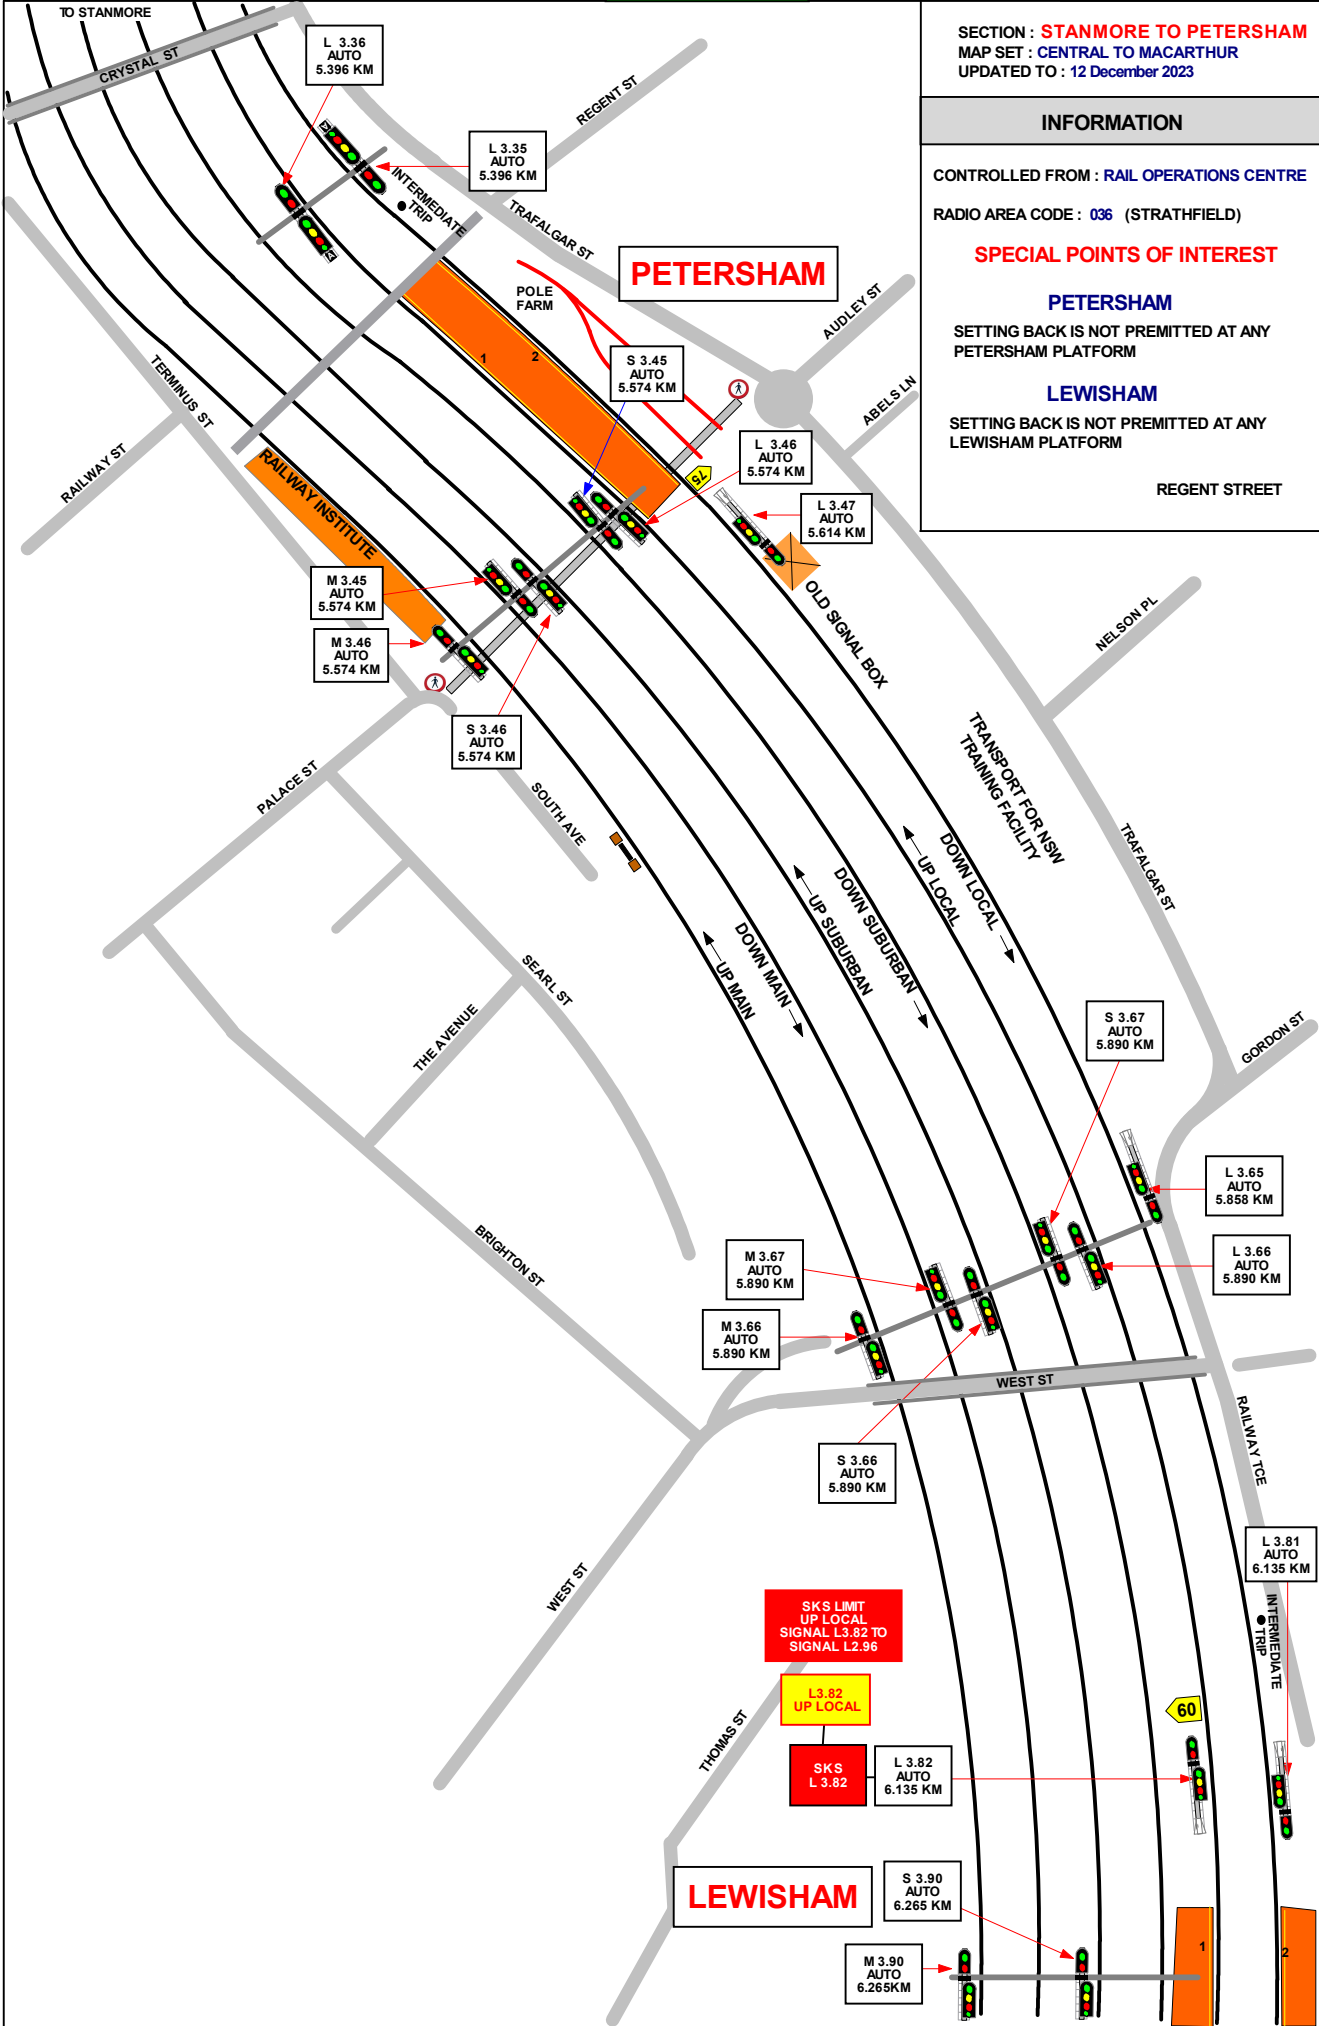 TO STANMORE
CRYSTAL ST
L 3.36
AUTO
5.396 KM
REGENT ST
L 3.35
AUTO
5.396 KM
INTERMEDIATE
TRIP
TRAFALGAR ST
SECTION : STANMORE TO PETERSHAM
MAP SET : CENTRAL TO MACARTHUR
UPDATED TO : 12 December 2023
INFORMATION
CONTROLLED FROM : RAIL OPERATIONS CENTRE
RADIO AREA CODE : 036 (STRATHFIELD)
SPECIAL POINTS OF INTEREST
PETERSHAM
SETTING BACK IS NOT PREMITTED AT ANY
PETERSHAM PLATFORM
LEWISHAM
SETTING BACK IS NOT PREMITTED AT ANY
LEWISHAM PLATFORM
REGENT STREET
PETERSHAM
POLE
FARM
AUDLEY ST
1
2
S 3.45
AUTO
5.574 KM
ABELS LN
TERMINUS ST
RAILWAY ST
RAILWAY INSTITUTE
L 3.46
AUTO
5.574 KM
75
L 3.47
AUTO
5.614 KM
OLD SIGNAL BOX
M 3.45
AUTO
5.574 KM
M 3.46
AUTO
5.574 KM
S 3.46
AUTO
5.574 KM
NELSON PL
TRANSPORT FOR NSW
TRAINING FACILITY
PALACE ST
SOUTH AVE
TRAFALGAR ST
DOWN LOCAL
UP LOCAL
DOWN SUBURBAN
UP SUBURBAN
DOWN MAIN
UP MAIN
SEARL ST
THE AVENUE
S 3.67
AUTO
5.890 KM
GORDON ST
L 3.65
AUTO
5.858 KM
BRIGHTON ST
M 3.67
AUTO
5.890 KM
L 3.66
AUTO
5.890 KM
M 3.66
AUTO
5.890 KM
WEST ST
RAILWAY TCE
S 3.66
AUTO
5.890 KM
L 3.81
AUTO
6.135 KM
WEST ST
INTERMEDIATE
TRIP
SKS LIMIT
UP LOCAL
SIGNAL L3.82 TO
SIGNAL L2.96
L3.82
UP LOCAL
60
THOMAS ST
SKS
L 3.82
L 3.82
AUTO
6.135 KM
LEWISHAM
S 3.90
AUTO
6.265 KM
M 3.90
AUTO
6.265KM
1
2